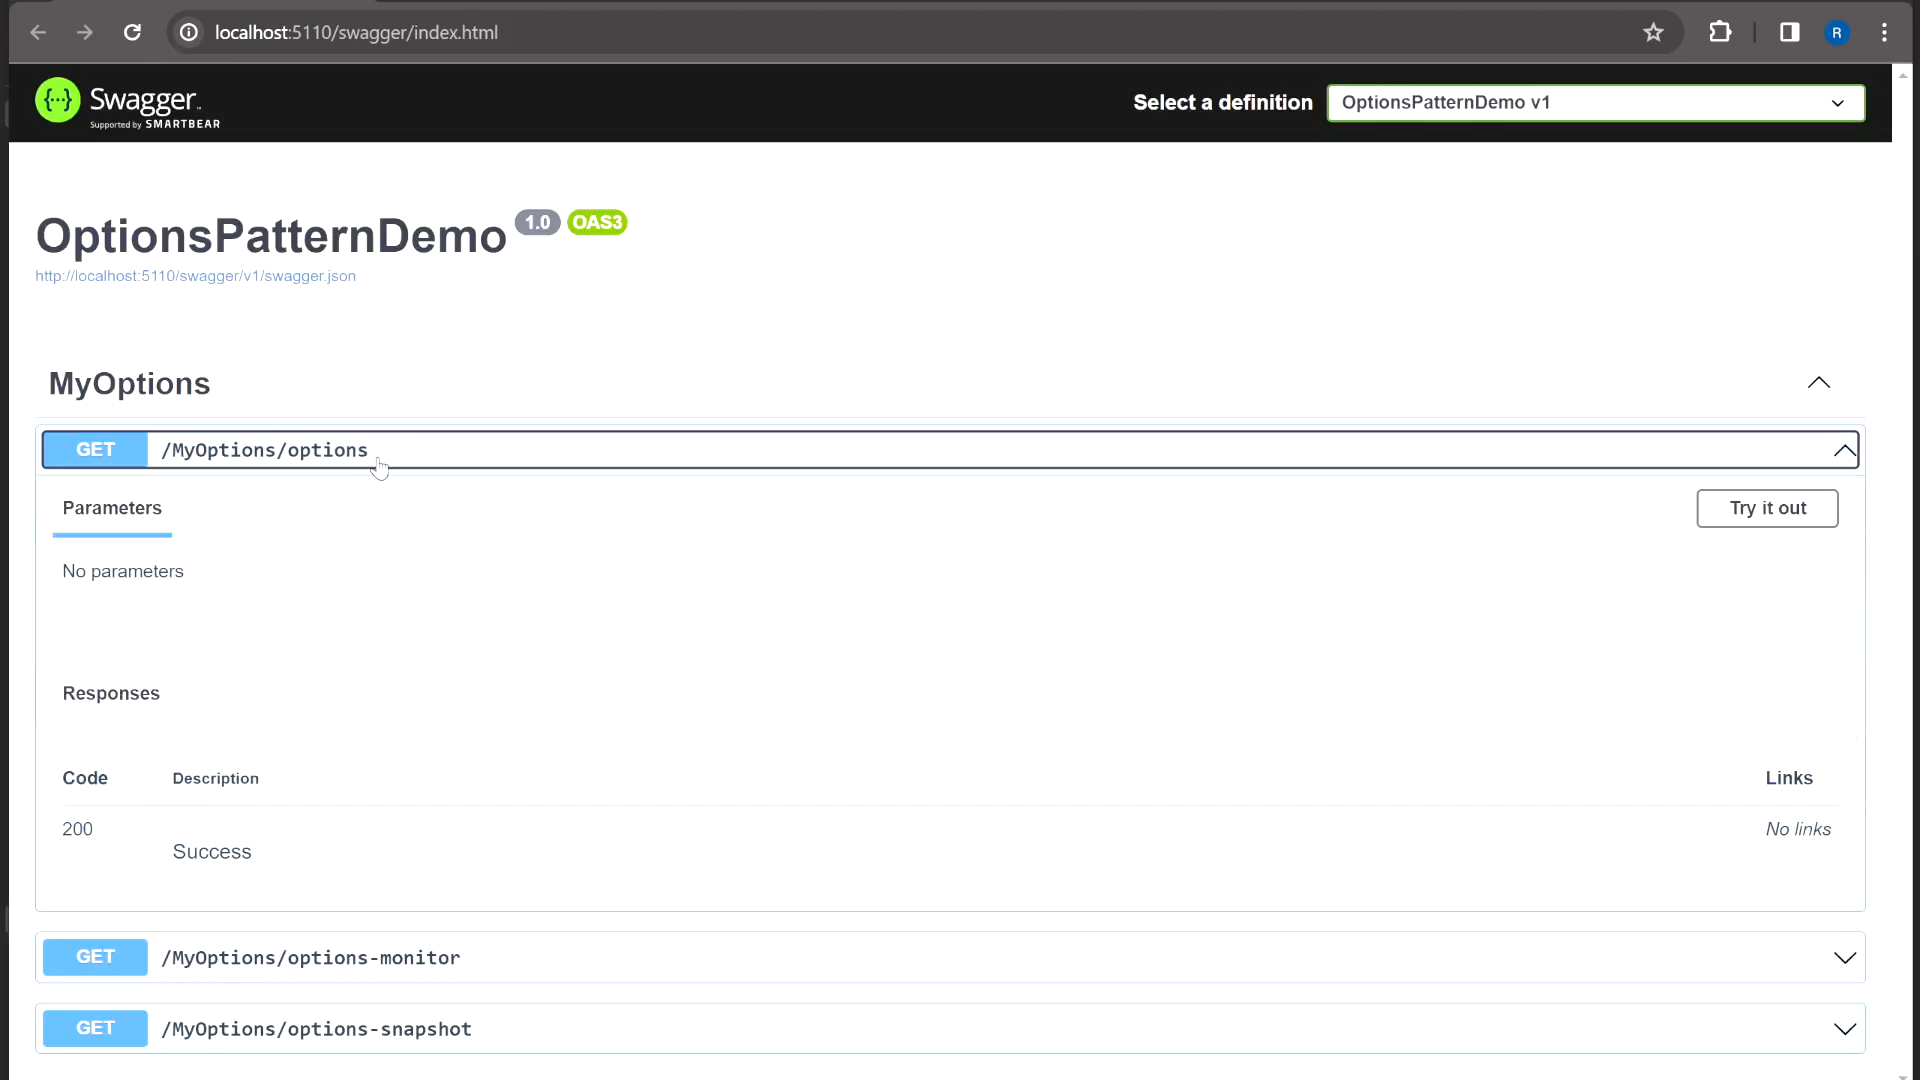 localhost:5110/swagger/index.html
R
{···} Swagger™
Supported by SMARTBEAR
Select a definition
OptionsPatternDemo v1
OptionsPatternDemo 1.0 OAS3
http://localhost:5110/swagger/v1/swagger.json
MyOptions
GET /MyOptions/options
Parameters
Try it out
No parameters
Responses
Code Description Links
200 No links
Success
GET /MyOptions/options-monitor
GET /MyOptions/options-snapshot